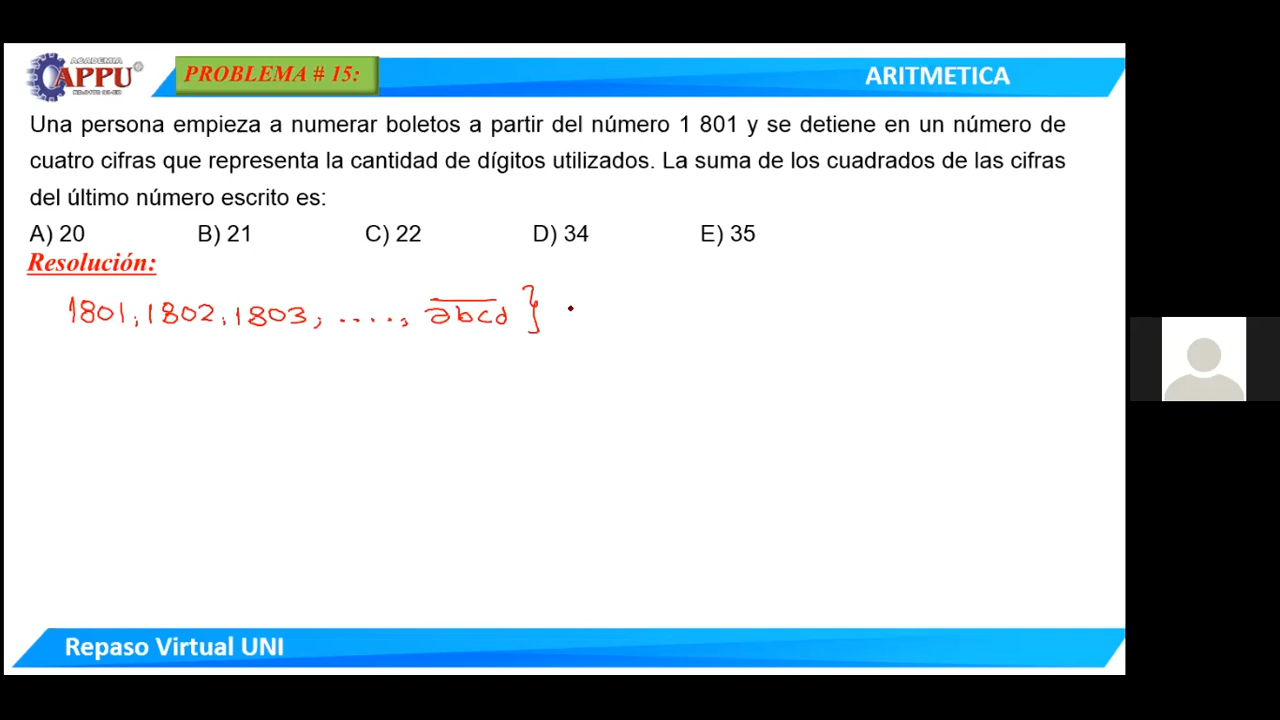 ACADEMIA
APPU
PROBLEMA # 15:
ARITMETICA
Una persona empieza a numerar boletos a partir del número 1 801 y se detiene en un número de
cuatro cifras que representa la cantidad de dígitos utilizados. La suma de los cuadrados de las cifras
del último número escrito es:
A) 20 B) 21 C) 22 D) 34 E) 35
Resolución:
1801, 1802, 1803, ...., abcd }
Repaso Virtual UNI